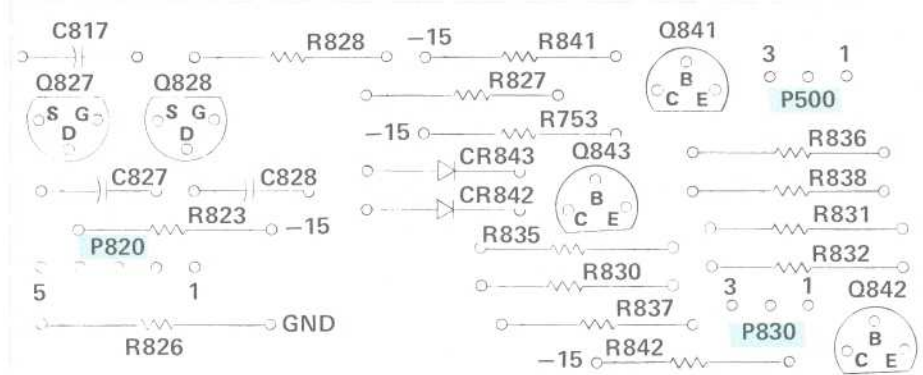 C817
R828
−15
R841
Q841
3 1
P500
Q827
S G
D
Q828
S G
D
R827
B
C E
−15
R753
CR843
Q843
R836
C827
C828
CR842
B
C E
R838
R823
−15
P820
R835
R831
5 1
R830
R832
R826
GND
R837
3 1
P830
Q842
B
C E
−15
R842